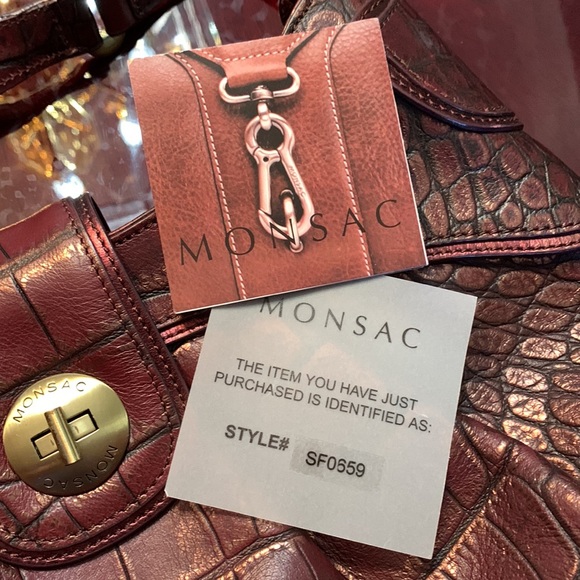 MONSAC
MONSAC
THE ITEM YOU HAVE JUST
PURCHASED IS IDENTIFIED AS:
STYLE# SF0659
MONSAC
MONSAC